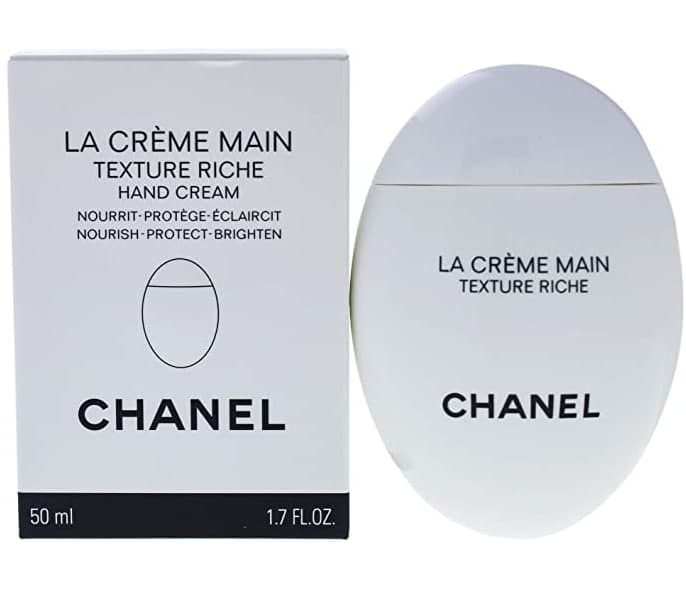 LA CRÈME MAIN
TEXTURE RICHE
HAND CREAM
NOURRIT-PROTÈGE-ÉCLAIRCIT
NOURISH-PROTECT-BRIGHTEN
CHANEL
50 ml 1.7 FL.OZ.
LA CRÈME MAIN
TEXTURE RICHE
CHANEL